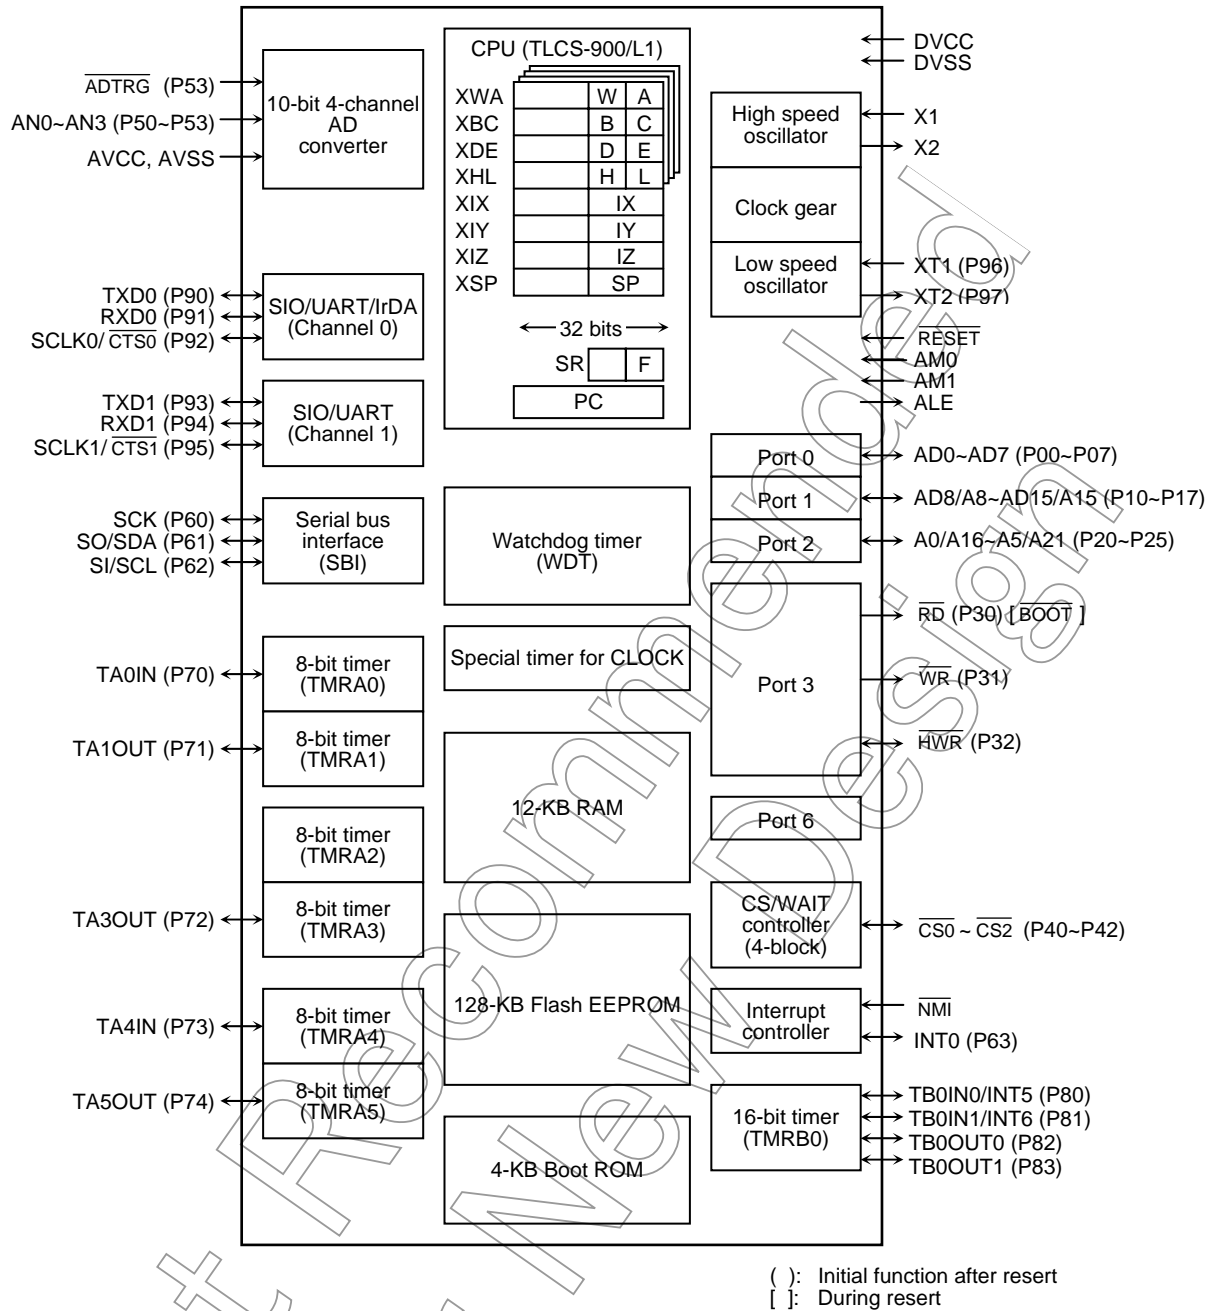 CPU (TLCS-900/L1)
XWA W A
XBC B C
XDE D E
XHL H L
XIX IX
XIY IY
XIZ IZ
XSP SP
32 bits
SR F
PC
ADTRG (P53)
AN0~AN3 (P50~P53)
AVCC, AVSS
10-bit 4-channel
AD
converter
TXD0 (P90)
RXD0 (P91)
SCLK0/ CTS0 (P92)
SIO/UART/IrDA
(Channel 0)
TXD1 (P93)
RXD1 (P94)
SCLK1/ CTS1 (P95)
SIO/UART
(Channel 1)
SCK (P60)
SO/SDA (P61)
SI/SCL (P62)
Serial bus
interface
(SBI)
TA0IN (P70)
8-bit timer
(TMRA0)
TA1OUT (P71)
8-bit timer
(TMRA1)
8-bit timer
(TMRA2)
TA3OUT (P72)
8-bit timer
(TMRA3)
TA4IN (P73)
8-bit timer
(TMRA4)
TA5OUT (P74)
8-bit timer
(TMRA5)
Watchdog timer
(WDT)
Special timer for CLOCK
12-KB RAM
128-KB Flash EEPROM
4-KB Boot ROM
DVCC
DVSS
High speed
oscillator
X1
X2
Clock gear
Low speed
oscillator
XT1 (P96)
XT2 (P97)
RESET
AM0
AM1
ALE
Port 0
AD0~AD7 (P00~P07)
Port 1
AD8/A8~AD15/A15 (P10~P17)
Port 2
A0/A16~A5/A21 (P20~P25)
Port 3
RD (P30) [ BOOT ]
WR (P31)
HWR (P32)
Port 6
CS/WAIT
controller
(4-block)
CS0 ~ CS2 (P40~P42)
Interrupt
controller
NMI
INT0 (P63)
16-bit timer
(TMRB0)
TB0IN0/INT5 (P80)
TB0IN1/INT6 (P81)
TB0OUT0 (P82)
TB0OUT1 (P83)
( ): Initial function after resert
[ ]: During resert
t Recommended
New Design